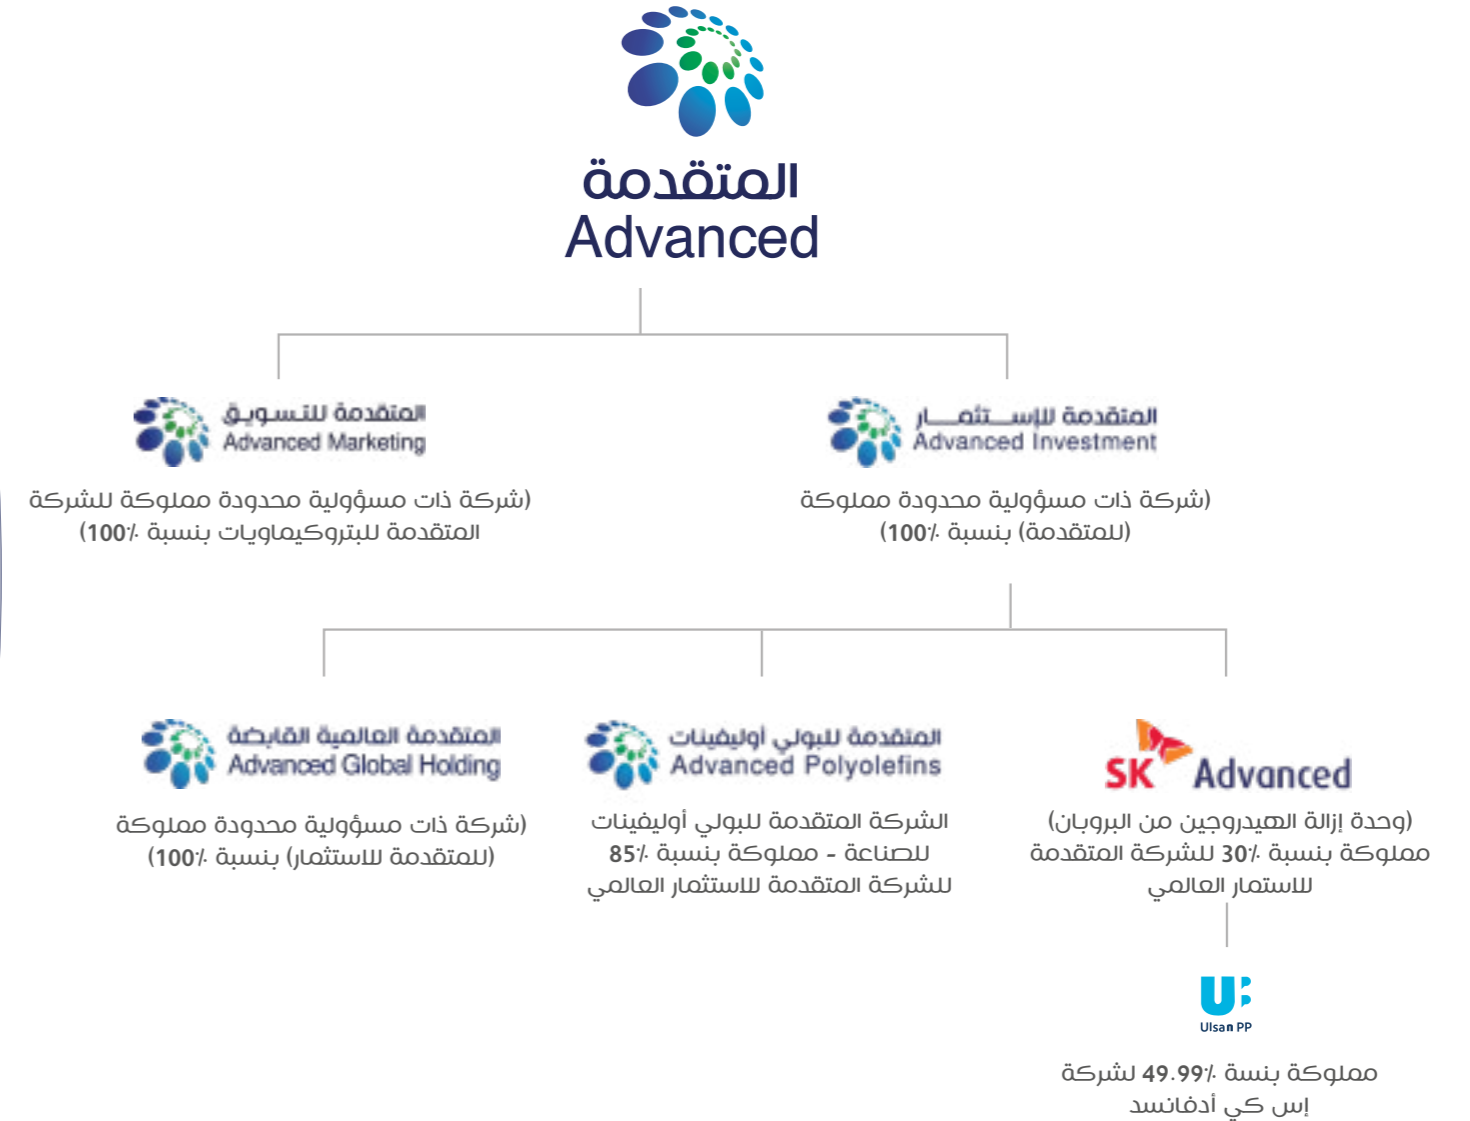 المتقدمة
Advanced
المتقدمة للإستثمار
Advanced Investment
(شركة ذات مسؤولية محدودة مملوكة
(للمتقدمة) بنسبة 100٪)
المتقدمة للتسويق
Advanced Marketing
(شركة ذات مسؤولية محدودة مملوكة للشركة
المتقدمة للبتروكيماويات بنسبة 100٪)
SK Advanced
(وحدة إزالة الهيدروجين من البروبان)
مملوكة بنسبة 30٪ للشركة المتقدمة
للاستمار العالمي
المتقدمة للبولي أوليفينات
Advanced Polyolefins
الشركة المتقدمة للبولي أوليفينات
للصناعة - مملوكة بنسبة 85٪
للشركة المتقدمة للاستثمار العالمي
المتقدمة العالمية القابضة
Advanced Global Holding
(شركة ذات مسؤولية محدودة مملوكة
(للمتقدمة للاستثمار) بنسبة 100٪)
Ulsan PP
مملوكة بنسة 49.99٪ لشركة
إس كي أدفانسد